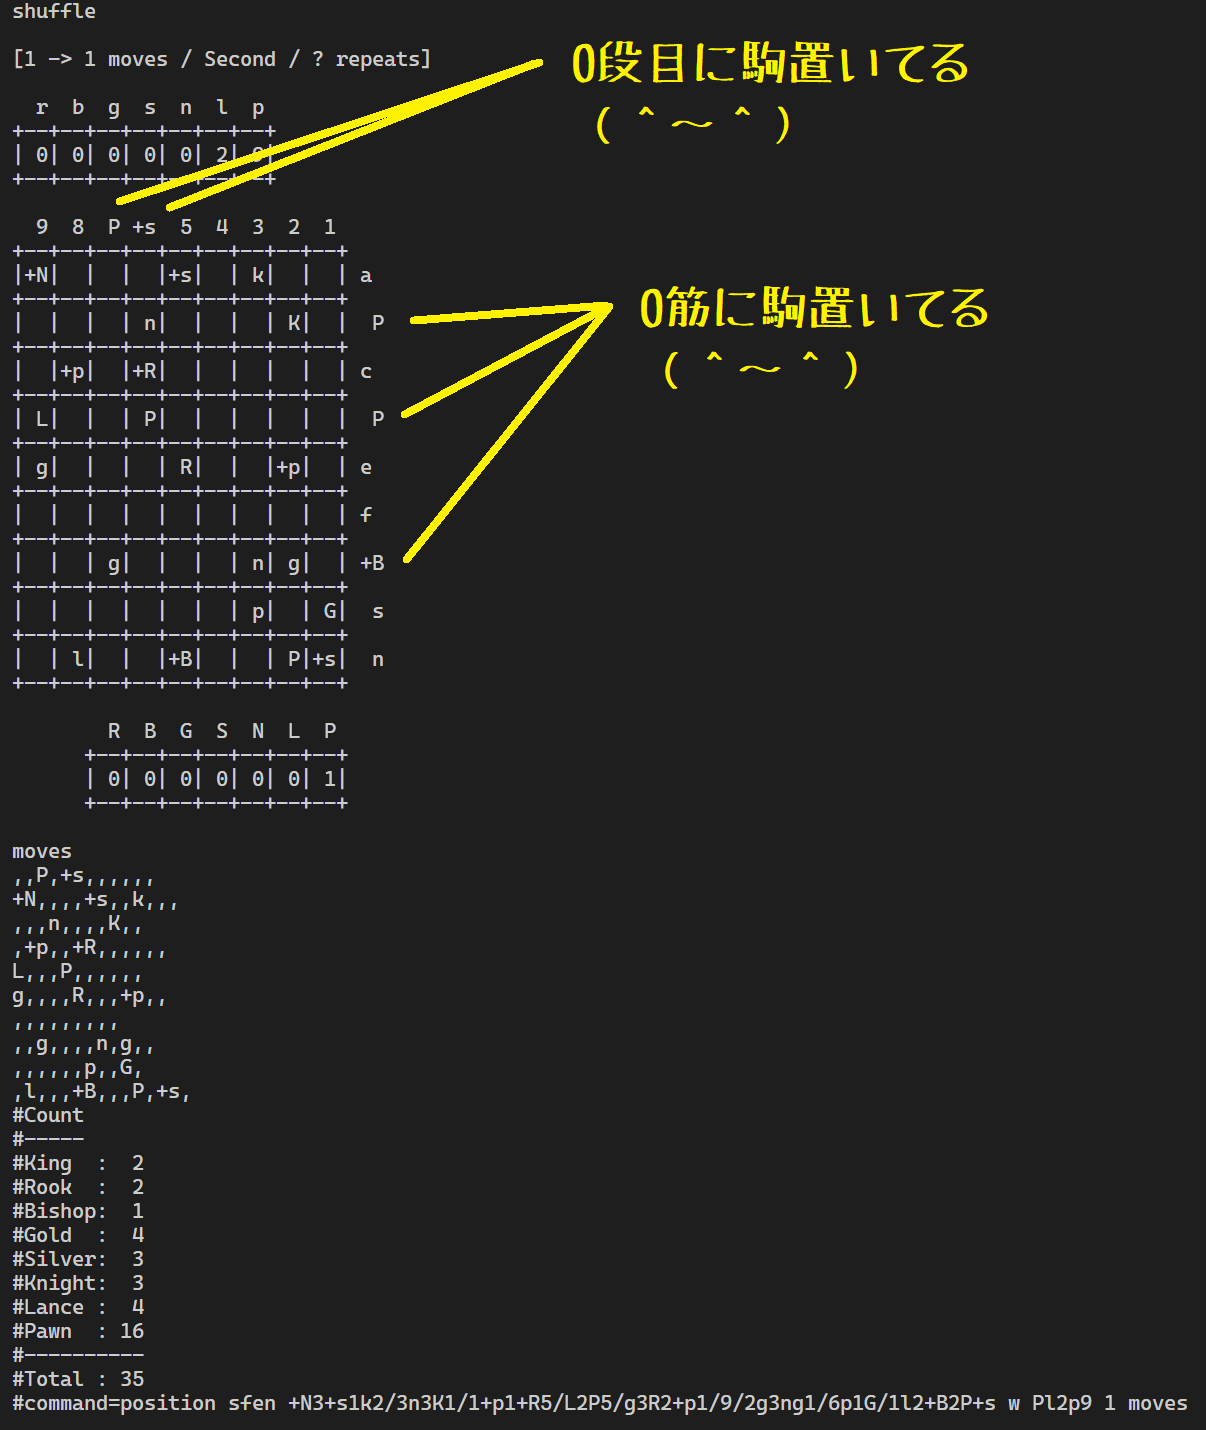 shuffle
[1 -> 1 moves / Second / ? repeats]
0段目に駒置いてる
( ^～^ )
  r  b  g  s  n  l  p
+--+--+--+--+--+--+--+
| 0| 0| 0| 0| 0| 2| 9|
+--+--+--+--+--+--+--+
  9  8  P +s  5  4  3  2  1
+--+--+--+--+--+--+--+--+--+
|+N|  |  |  |+s|  | k|  |  | a
+--+--+--+--+--+--+--+--+--+
|  |  |  | n|  |  |  | K|  |  P
0筋に駒置いてる
( ^～^ )
+--+--+--+--+--+--+--+--+--+
|  |+p|  |+R|  |  |  |  |  | c
+--+--+--+--+--+--+--+--+--+
| L|  |  | P|  |  |  |  |  |  P
+--+--+--+--+--+--+--+--+--+
| g|  |  |  | R|  |  |+p|  | e
+--+--+--+--+--+--+--+--+--+
|  |  |  |  |  |  |  |  |  | f
+--+--+--+--+--+--+--+--+--+
|  |  | g|  |  |  | n| g|  | +B
+--+--+--+--+--+--+--+--+--+
|  |  |  |  |  |  | p|  | G|  s
+--+--+--+--+--+--+--+--+--+
|  | l|  |  |+B|  |  | P|+s|  n
+--+--+--+--+--+--+--+--+--+
        R  B  G  S  N  L  P
      +--+--+--+--+--+--+--+
      | 0| 0| 0| 0| 0| 0| 1|
      +--+--+--+--+--+--+--+
moves
,,P,+s,,,,,,
+N,,,,+s,,k,,,
,,,n,,,,K,,
,+p,,+R,,,,,,
L,,,P,,,,,,
g,,,,R,,,+p,,
,,,,,,,,,
,,g,,,,n,g,,
,,,,,,p,,G,
,l,,,+B,,,P,+s,
#Count
#-----
#King  :  2
#Rook  :  2
#Bishop:  1
#Gold  :  4
#Silver:  3
#Knight:  3
#Lance :  4
#Pawn  : 16
#----------
#Total : 35
#command=position sfen +N3+s1k2/3n3K1/1+p1+R5/L2P5/g3R2+p1/9/2g3ng1/6p1G/1l2+B2P+s w Pl2p9 1 moves